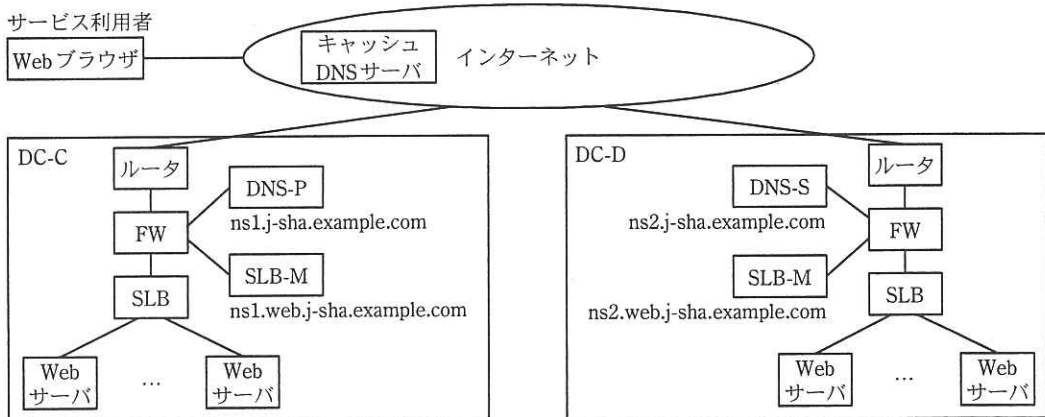 サービス利用者
Webブラウザ
キャッシュ
DNSサーバ
インターネット
DC-C
ルータ
FW
DNS-P
ns1.j-sha.example.com
SLB-M
ns1.web.j-sha.example.com
SLB
Web
サーバ
…
Web
サーバ
DC-D
ルータ
DNS-S
ns2.j-sha.example.com
FW
SLB-M
ns2.web.j-sha.example.com
SLB
Web
サーバ
…
Web
サーバ